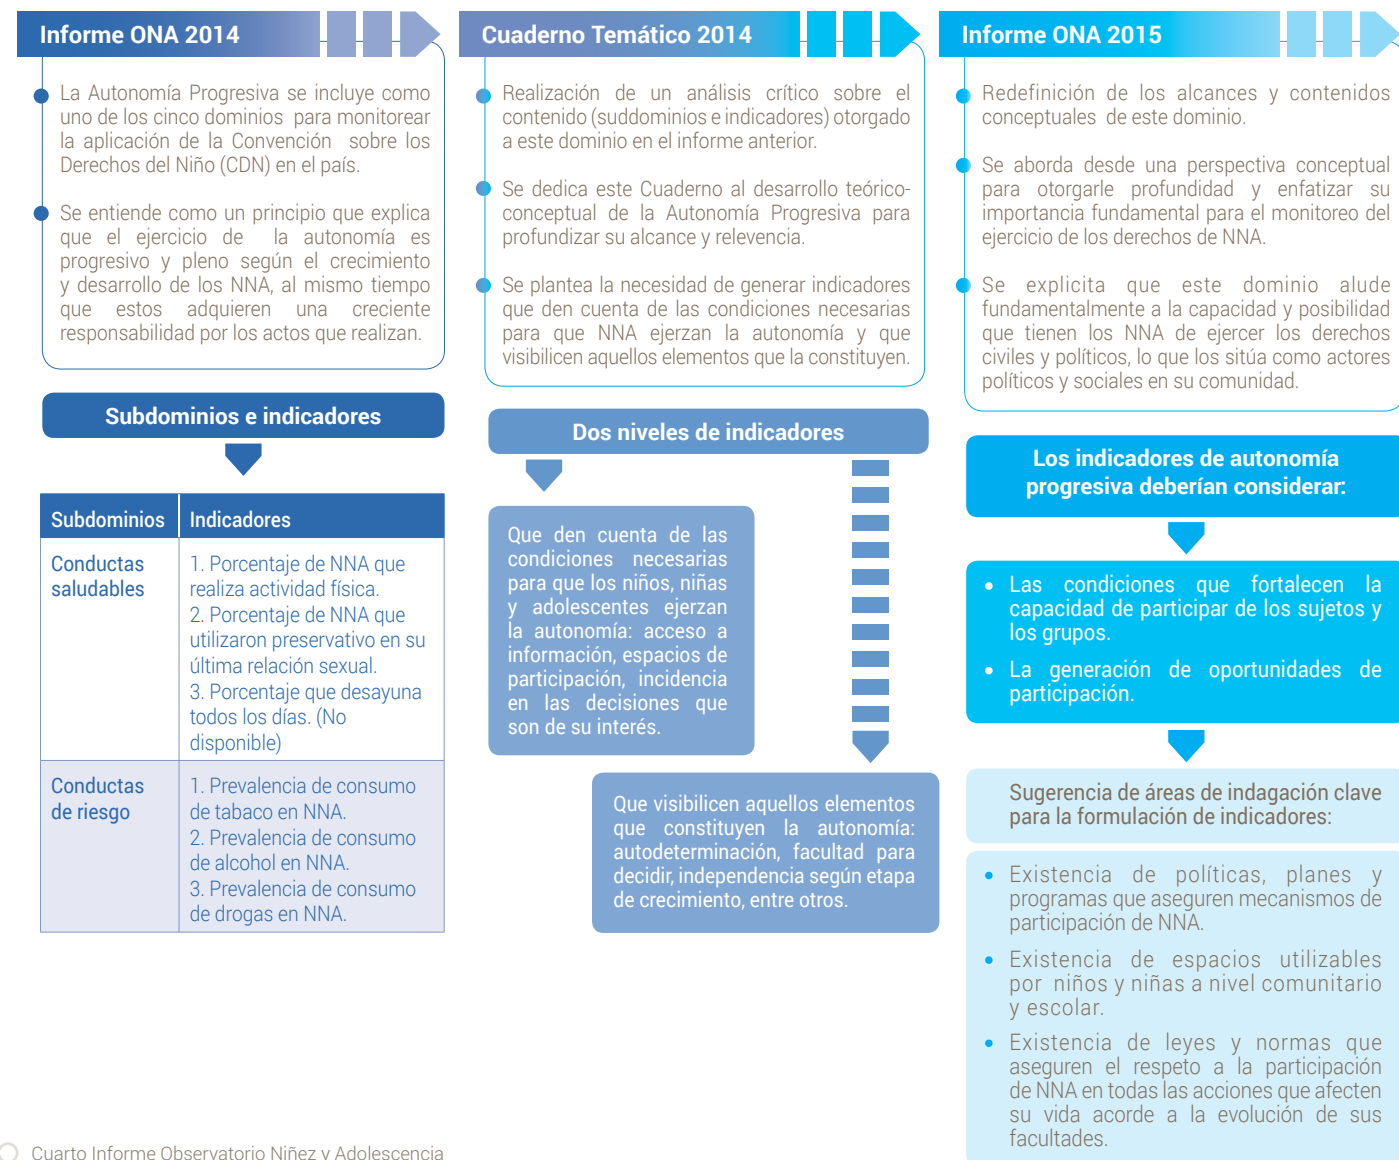 Informe ONA 2014
La Autonomía Progresiva se incluye como
uno de los cinco dominios para monitorear
la aplicación de la Convención sobre los
Derechos del Niño (CDN) en el país.
Se entiende como un principio que explica
que el ejercicio de la autonomía es
progresivo y pleno según el crecimiento
y desarrollo de los NNA, al mismo tiempo
que estos adquieren una creciente
responsabilidad por los actos que realizan.
Subdominios e indicadores
Subdominios
Indicadores
Conductas
saludables
1. Porcentaje de NNA que
realiza actividad física.
2. Porcentaje de NNA que
utilizaron preservativo en su
última relación sexual.
3. Porcentaje que desayuna
todos los días. (No
disponible)
Conductas
de riesgo
1. Prevalencia de consumo
de tabaco en NNA.
2. Prevalencia de consumo
de alcohol en NNA.
3. Prevalencia de consumo
de drogas en NNA.
Cuaderno Temático 2014
Realización de un análisis crítico sobre el
contenido (suddominios e indicadores) otorgado
a este dominio en el informe anterior.
Se dedica este Cuaderno al desarrollo teórico-
conceptual de la Autonomía Progresiva para
profundizar su alcance y relevencia.
Se plantea la necesidad de generar indicadores
que den cuenta de las condiciones necesarias
para que NNA ejerzan la autonomía y que
visibilicen aquellos elementos que la constituyen.
Dos niveles de indicadores
Que den cuenta de las
condiciones necesarias
para que los niños, niñas
y adolescentes ejerzan
la autonomía: acceso a
información, espacios de
participación, incidencia
en las decisiones que
son de su interés.
Que visibilicen aquellos elementos
que constituyen la autonomía:
autodeterminación, facultad para
decidir, independencia según etapa
de crecimiento, entre otros.
Informe ONA 2015
Redefinición de los alcances y contenidos
conceptuales de este dominio.
Se aborda desde una perspectiva conceptual
para otorgarle profundidad y enfatizar su
importancia fundamental para el monitoreo del
ejercicio de los derechos de NNA.
Se explicita que este dominio alude
fundamentalmente a la capacidad y posibilidad
que tienen los NNA de ejercer los derechos
civiles y políticos, lo que los sitúa como actores
políticos y sociales en su comunidad.
Los indicadores de autonomía
progresiva deberían considerar:
• Las condiciones que fortalecen la
capacidad de participar de los sujetos y
los grupos.
• La generación de oportunidades de
participación.
Sugerencia de áreas de indagación clave
para la formulación de indicadores:
• Existencia de políticas, planes y
programas que aseguren mecanismos de
participación de NNA.
• Existencia de espacios utilizables
por niños y niñas a nivel comunitario
y escolar.
• Existencia de leyes y normas que
aseguren el respeto a la participación
de NNA en todas las acciones que afecten
su vida acorde a la evolución de sus
facultades.
Cuarto Informe Observatorio Niñez y Adolescencia